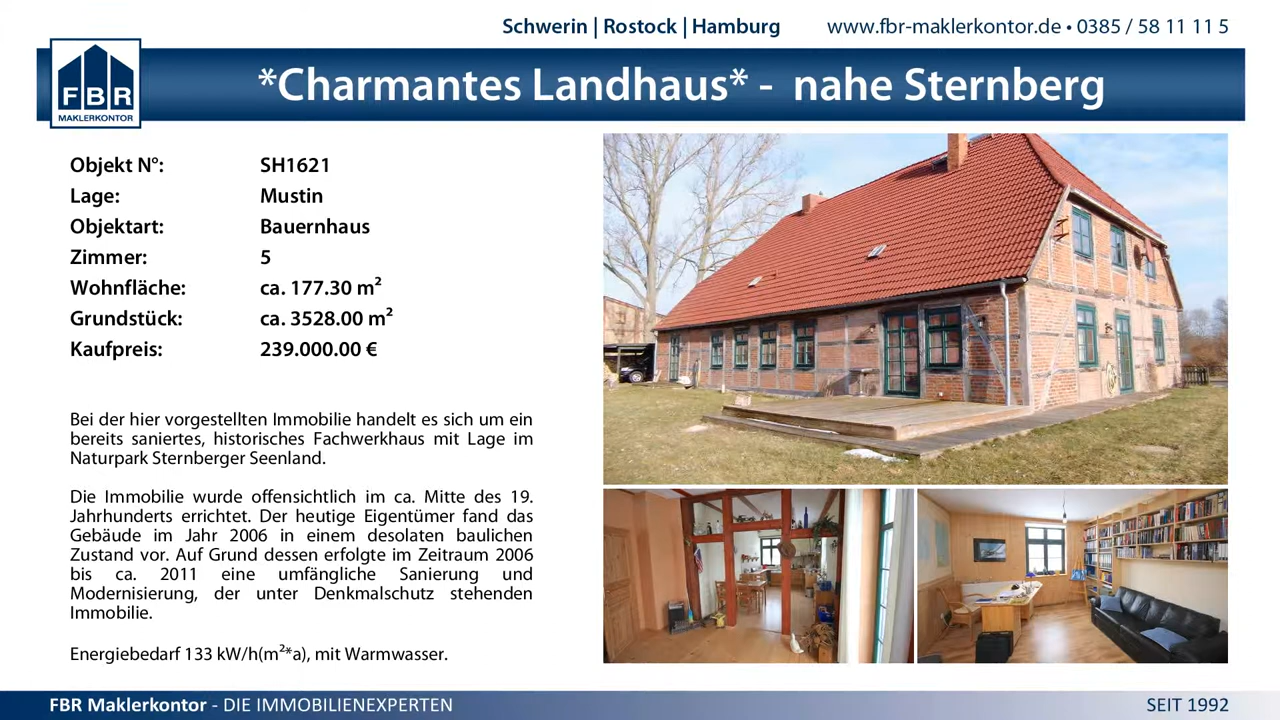 Schwerin | Rostock | Hamburg www.fbr-maklerkontor.de • 0385 / 58 11 11 5
FBR
MAKLERKONTOR
*Charmantes Landhaus* - nahe Sternberg
Objekt N°: SH1621
Lage: Mustin
Objektart: Bauernhaus
Zimmer: 5
Wohnfläche: ca. 177.30 m²
Grundstück: ca. 3528.00 m²
Kaufpreis: 239.000.00 €
Bei der hier vorgestellten Immobilie handelt es sich um ein
bereits saniertes, historisches Fachwerkhaus mit Lage im
Naturpark Sternberger Seenland.
Die Immobilie wurde offensichtlich im ca. Mitte des 19.
Jahrhunderts errichtet. Der heutige Eigentümer fand das
Gebäude im Jahr 2006 in einem desolaten baulichen
Zustand vor. Auf Grund dessen erfolgte im Zeitraum 2006
bis ca. 2011 eine umfängliche Sanierung und
Modernisierung, der unter Denkmalschutz stehenden
Immobilie.
Energiebedarf 133 kW/h(m²*a), mit Warmwasser.
FBR Maklerkontor - DIE IMMOBILIENEXPERTEN SEIT 1992